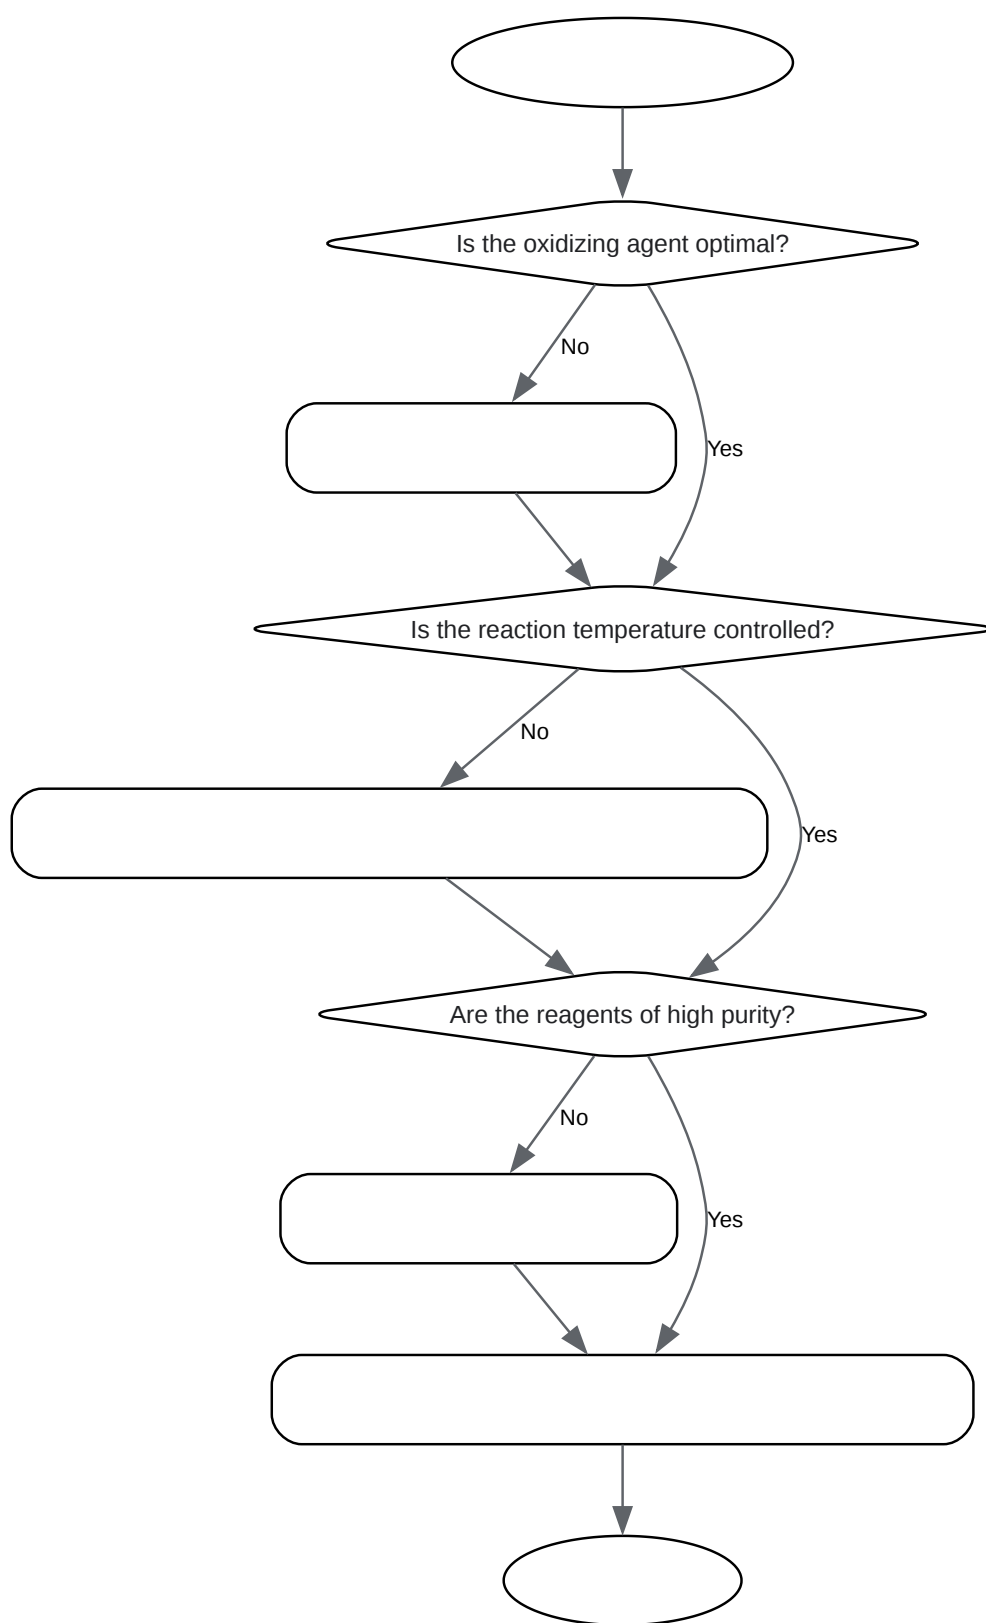 Is the oxidizing agent optimal?
No
Yes
Is the reaction temperature controlled?
No
Yes
Are the reagents of high purity?
No
Yes